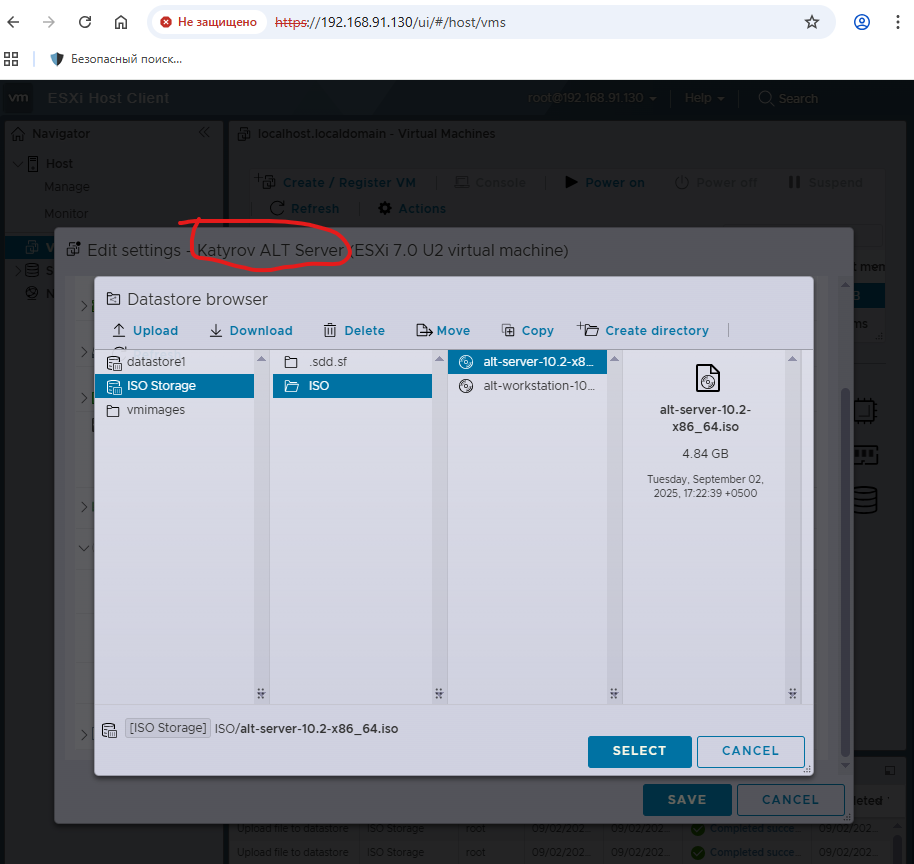 Не защищено https://192.168.91.130/ui/#/host/vms
Безопасный поиск...
vm ESXi Host Client root@192.168.91.130 Help Search
Navigator
localhost.localdomain - Virtual Machines
Host
Manage
Monitor
Create / Register VM Console Power on Power off Suspend
Refresh Actions
Edit settings - Katyrov ALT Server (ESXi 7.0 U2 virtual machine)
Datastore browser
Upload Download Delete Move Copy Create directory
datastore1
ISO Storage
vmimages
.sdd.sf
ISO
alt-server-10.2-x8...
alt-workstation-10...
alt-server-10.2-
x86_64.iso
4.84 GB
Tuesday, September 02,
2025, 17:22:39 +0500
[ISO Storage] ISO/alt-server-10.2-x86_64.iso
SELECT CANCEL
SAVE CANCEL
Upload file to datastore ISO Storage root 09/02/202... 09/02/202... Completed succe... 09/02/202...
Upload file to datastore ISO Storage root 09/02/202... 09/02/202... Completed succe... 09/02/202...